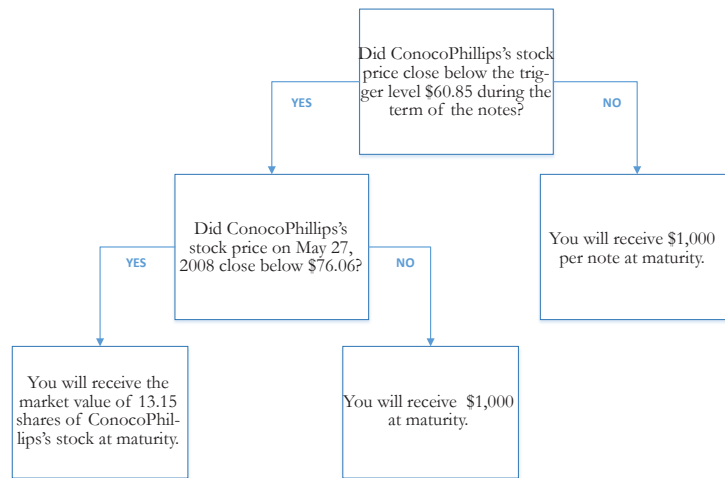 Did ConocoPhillips's stock
price close below the trig-
ger level $60.85 during the
term of the notes?
YES
NO
Did ConocoPhillips's
stock price on May 27,
2008 close below $76.06?
You will receive $1,000
per note at maturity.
YES
NO
You will receive the
market value of 13.15
shares of ConocoPhil-
lips's stock at maturity.
You will receive $1,000
at maturity.